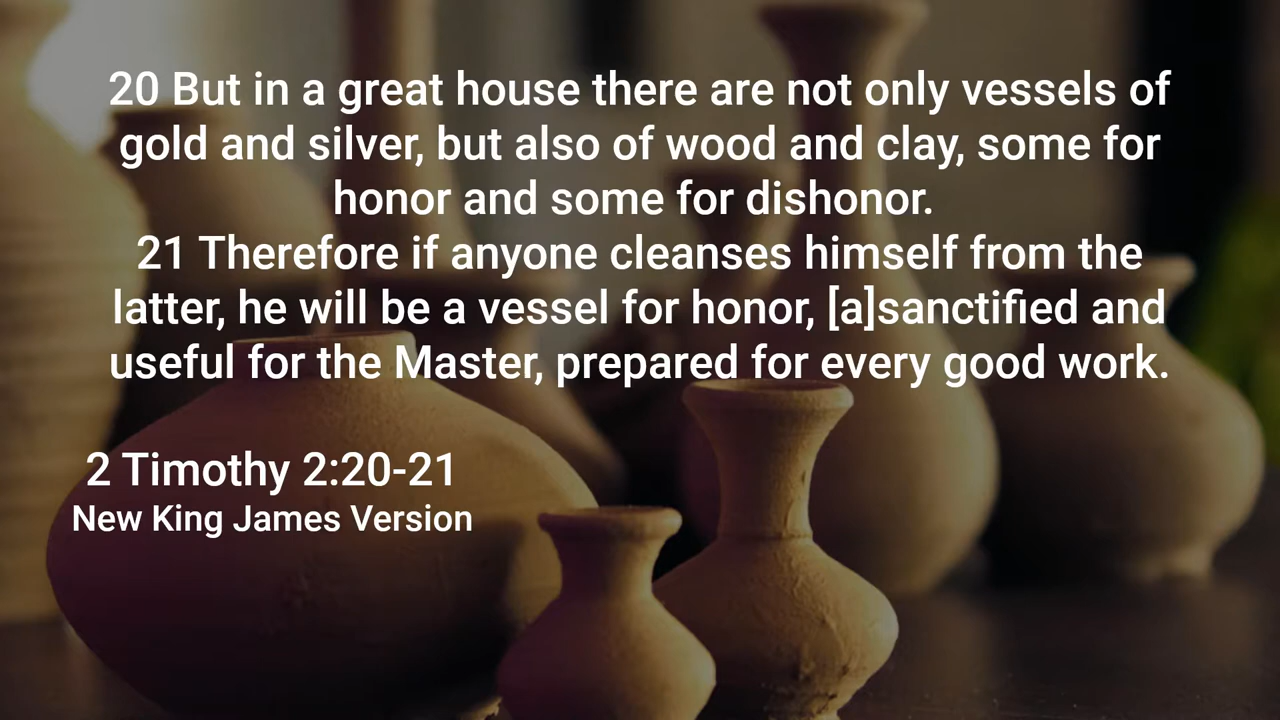 20 But in a great house there are not only vessels of
gold and silver, but also of wood and clay, some for
honor and some for dishonor.
21 Therefore if anyone cleanses himself from the
latter, he will be a vessel for honor, [a]sanctified and
useful for the Master, prepared for every good work.
2 Timothy 2:20-21
New King James Version